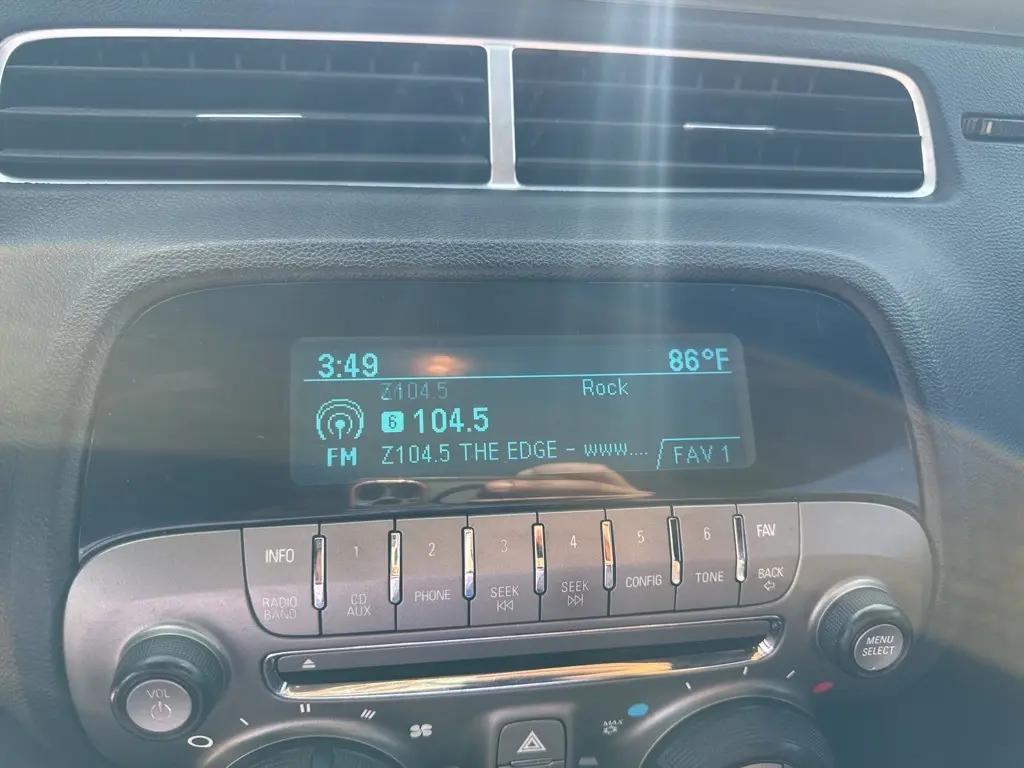 3:49 86°F
Z104.5 Rock
6 104.5
FM Z104.5 THE EDGE - www.... FAV 1
INFO 1 2 3 4 5 6 FAV
RADIO BAND CD AUX PHONE SEEK SEEK CONFIG TONE BACK
VOL
MENU SELECT
MAX